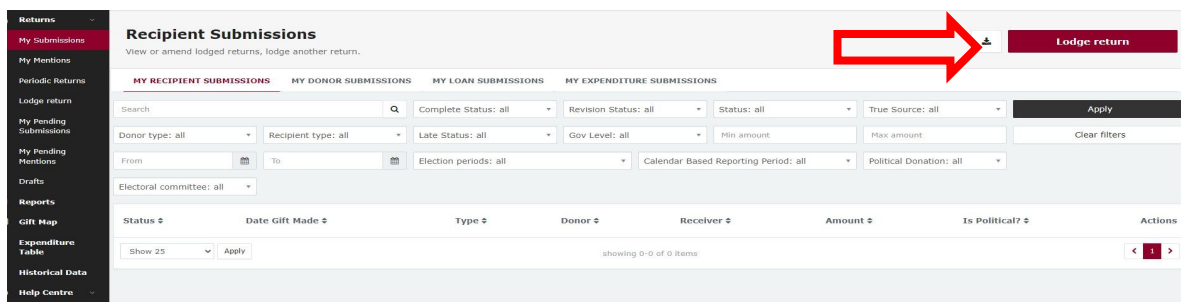 Returns
My Submissions
My Mentions
Periodic Returns
Lodge return
My Pending
Submissions
My Pending
Mentions
Drafts
Reports
Gift Map
Expenditure
Table
Historical Data
Help Centre
Recipient Submissions
View or amend lodged returns, lodge another return.
Lodge return
MY RECIPIENT SUBMISSIONS MY DONOR SUBMISSIONS MY LOAN SUBMISSIONS MY EXPENDITURE SUBMISSIONS
Search Complete Status: all Revision Status: all Status: all True Source: all Apply
Donor type: all Recipient type: all Late Status: all Gov Level: all Min amount Max amount Clear filters
From To Election periods: all Calendar Based Reporting Period: all Political Donation: all
Electoral committee: all
Status Date Gift Made Type Donor Receiver Amount Is Political? Actions
Show 25 Apply showing 0-0 of 0 items < 1 >